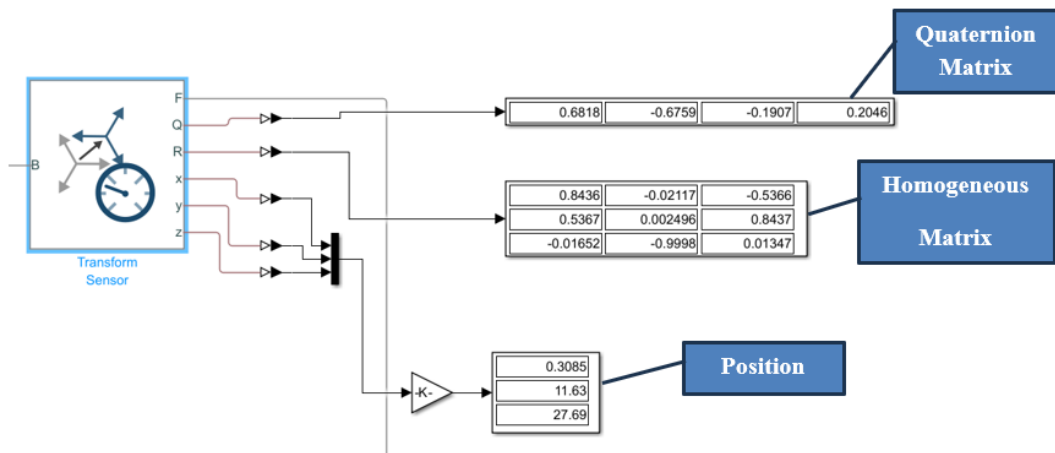 Quaternion
Matrix
F
Q
R
x
y
z
B
0.6818 -0.6759 -0.1907 0.2046
0.8436 -0.02117 -0.5366
0.5367 0.002496 0.8437
-0.01652 -0.9998 0.01347
Homogeneous
Matrix
Transform
Sensor
-K-
0.3085
11.63
27.69
Position